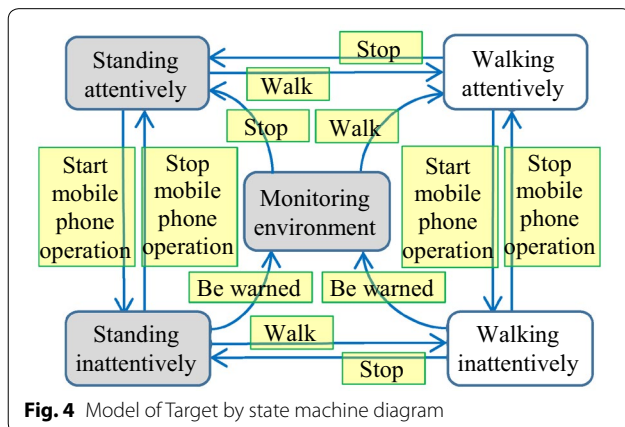 Standing
attentively
Stop
Walk
Walking
attentively
Stop
Walk
Start
mobile
phone
operation
Stop
mobile
phone
operation
Monitoring
environment
Start
mobile
phone
operation
Stop
mobile
phone
operation
Be warned
Be warned
Standing
inattentively
Walk
Stop
Walking
inattentively
Fig. 4 Model of Target by state machine diagram